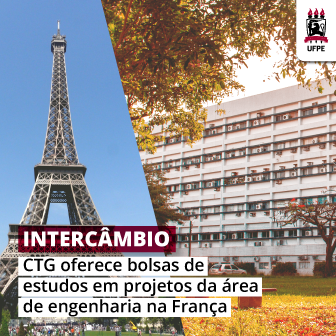 UFPE
INTERCÂMBIO
CTG oferece bolsas de
estudos em projetos da área
de engenharia na França